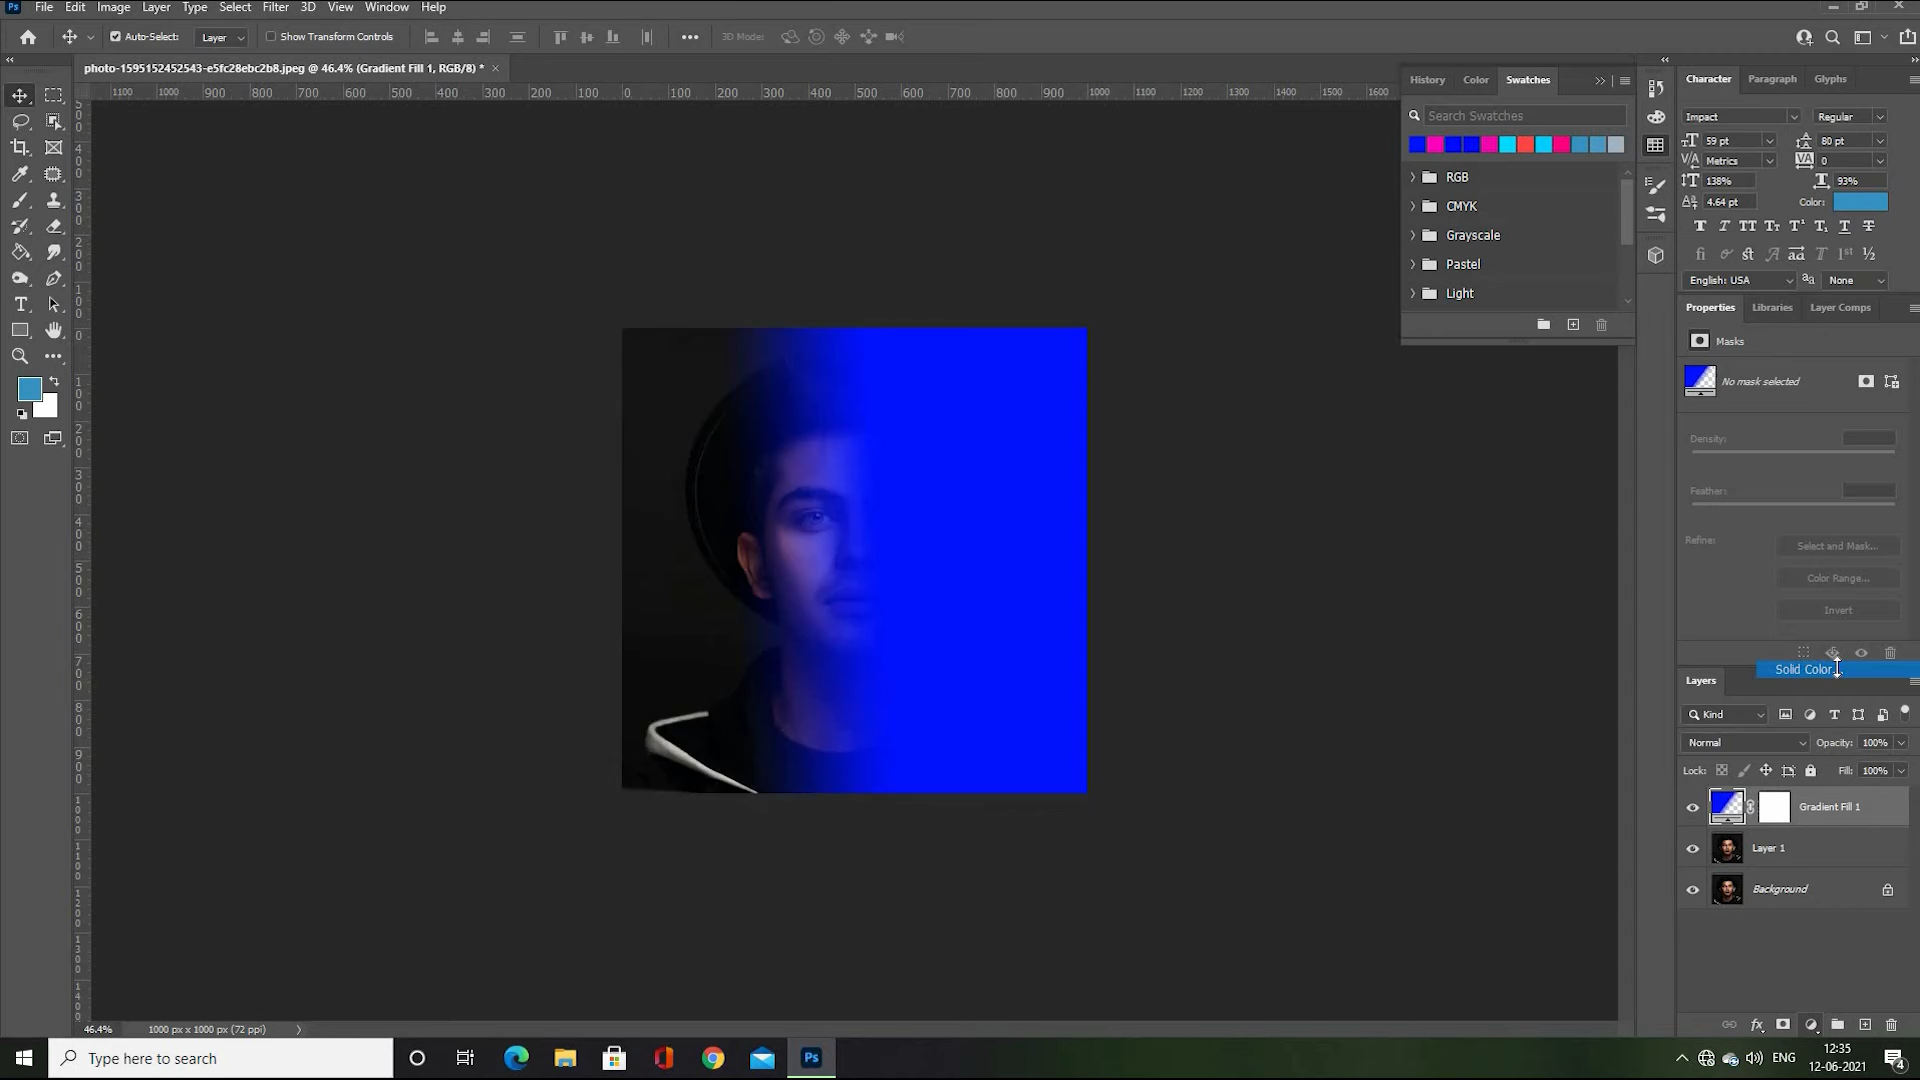 Ps File Edit Image Layer Type Select Filter 3D View Window Help
Auto-Select: Layer Show Transform Controls 3D Mode:
photo-1595152452543-e5fc28ebc2b8.jpeg @ 46.4% (Gradient Fill 1, RGB/8) * ×
1100 1000 900 800 700 600 500 400 300 200 100 0 100 200 300 400 500 600 700 800 900 1000 1100 1200 1300 1400 1500 1600
History Color Swatches
Search Swatches
RGB
CMYK
Grayscale
Pastel
Light
Character Paragraph Glyphs
Impact Regular
59 pt 80 pt
Metrics 0
138% 93%
4.64 pt Color:
English: USA aa None
Properties Libraries Layer Comps
Masks
No mask selected
Density:
Feather:
Refine: Select and Mask...
Color Range...
Invert
Solid Color
Layers
Kind
Normal Opacity: 100%
Lock: Fill: 100%
Gradient Fill 1
Layer 1
Background
46.4% 1000 px x 1000 px (72 ppi)
Type here to search
Ps
ENG
12:35
12-06-2021
4